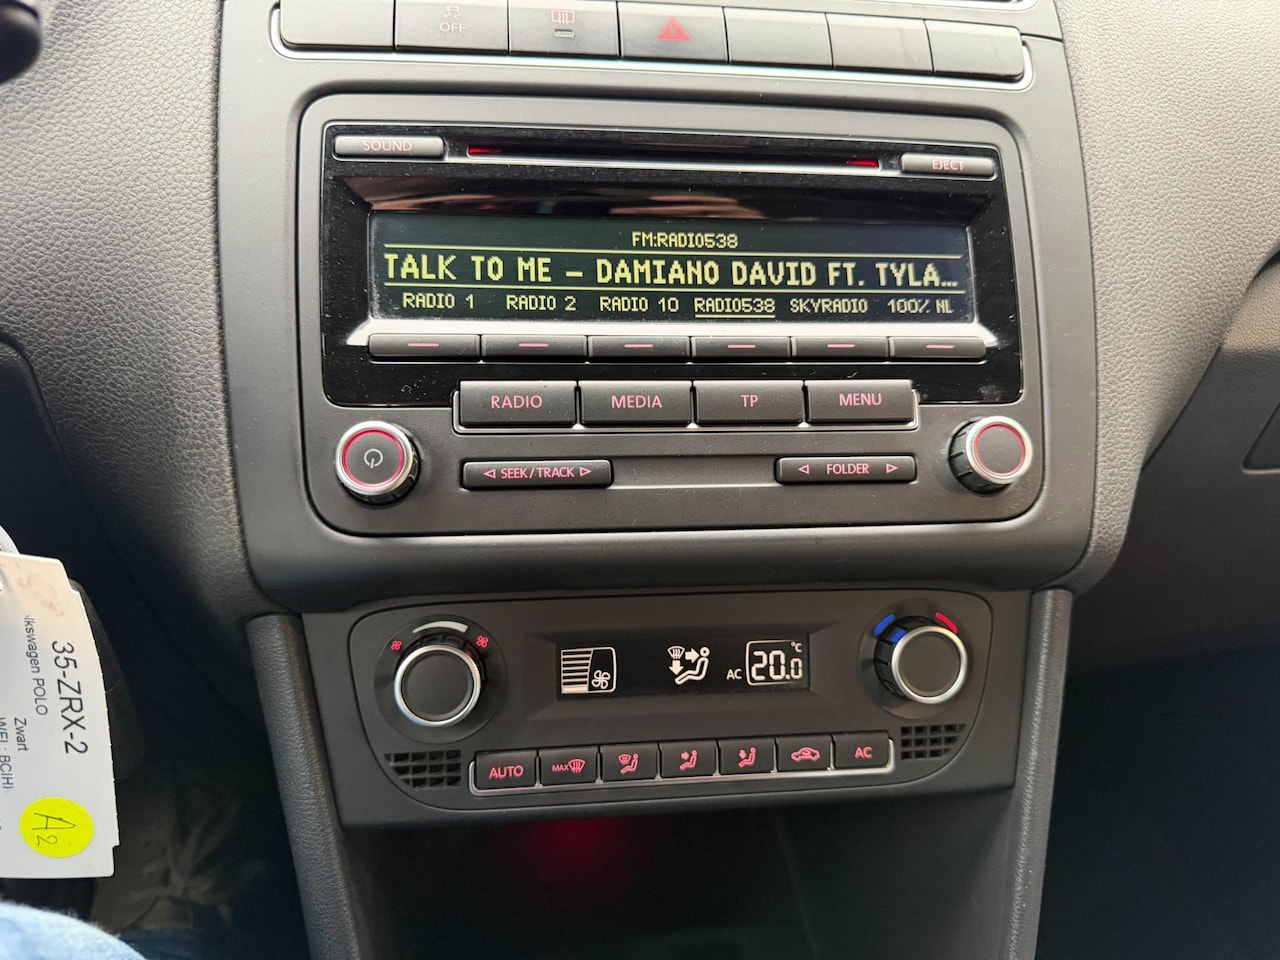 OFF
SOUND
EJECT
FM:RADIO538
TALK TO ME – DAMIANO DAVID FT. TYLA...
RADIO 1 RADIO 2 RADIO 10 RADIO538 SKYRADIO 100% NL
RADIO MEDIA TP MENU
SEEK/TRACK FOLDER
AC 20.0 °C
AUTO MAX AC
35-ZRX-2
lkswagen POLO
Zwart
A2